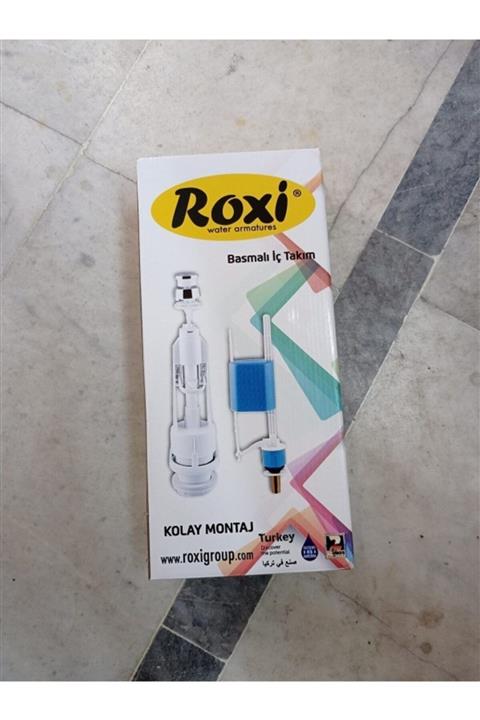 Roxi®
water armatures
Basmalı İç Takım
KOLAY MONTAJ
Turkey
Discover
the potential
www.roxigroup.com
صنع في تركيا